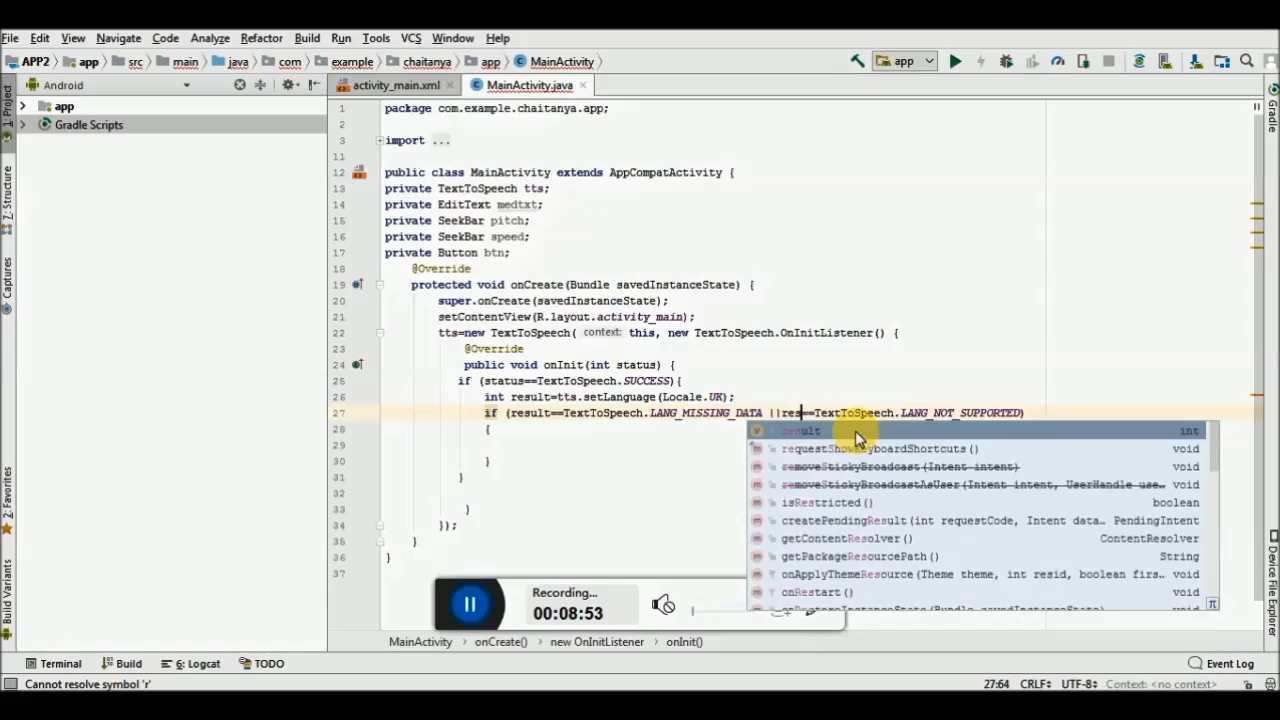 File Edit View Navigate Code Analyze Refactor Build Run Tools VCS Window Help
APP2 app src main java com example chaitanya app MainActivity app
Android activity_main.xml MainActivity.java
app
Gradle Scripts
1: Project
7: Structure
Captures
2: Favorites
Build Variants
Gradle
Device File Explorer
1 package com.example.chaitanya.app;
2
3 import ...
11
12 public class MainActivity extends AppCompatActivity {
13 private TextToSpeech tts;
14 private EditText medtxt;
15 private SeekBar pitch;
16 private SeekBar speed;
17 private Button btn;
18 @Override
19 protected void onCreate(Bundle savedInstanceState) {
20 super.onCreate(savedInstanceState);
21 setContentView(R.layout.activity_main);
22 tts=new TextToSpeech( context: this, new TextToSpeech.OnInitListener() {
23 @Override
24 public void onInit(int status) {
25 if (status==TextToSpeech.SUCCESS){
26 int result=tts.setLanguage(Locale.UK);
27 if (result==TextToSpeech.LANG_MISSING_DATA ||res==TextToSpeech.LANG_NOT_SUPPORTED)
28 {
29
30 }
31 }
32
33 }
34 });
35 }
36 }
37
result int
requestShowKeyboardShortcuts() void
removeStickyBroadcast(Intent intent) void
removeStickyBroadcastAsUser(Intent intent, UserHandle use… void
isRestricted() boolean
createPendingResult(int requestCode, Intent data… PendingIntent
getContentResolver() ContentResolver
getPackageResourcePath() String
onApplyThemeResource(Theme theme, int resid, boolean firs… void
onRestart() void
Recording...
00:08:53
MainActivity onCreate() new OnInitListener onInit()
Terminal Build 6: Logcat TODO Event Log
Cannot resolve symbol 'r' 27:64 CRLF UTF-8 Context: <no context>